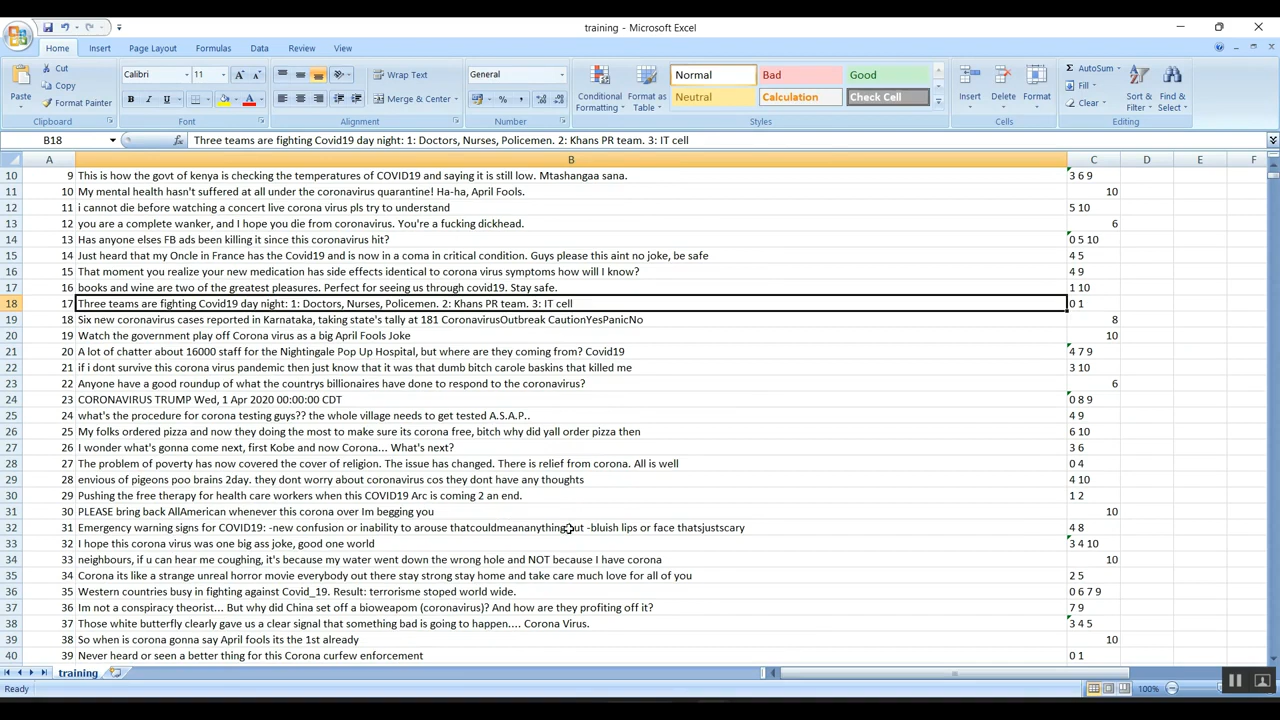 training - Microsoft Excel
Home Insert Page Layout Formulas Data Review View
Paste Cut Copy Format Painter Calibri 11 Wrap Text Merge & Center General Conditional Formatting Format as Table Normal Bad Good Neutral Calculation Check Cell Insert Delete Format AutoSum Fill Clear Sort & Filter Find & Select
Clipboard Font Alignment Number Styles Cells Editing
B18 fx Three teams are fighting Covid19 day night: 1: Doctors, Nurses, Policemen. 2: Khans PR team. 3: IT cell
A B C D E F
10 9 This is how the govt of kenya is checking the temperatures of COVID19 and saying it is still low. Mtashangaa sana. 3 6 9
11 10 My mental health hasn't suffered at all under the coronavirus quarantine! Ha-ha, April Fools. 10
12 11 i cannot die before watching a concert live corona virus pls try to understand 5 10
13 12 you are a complete wanker, and I hope you die from coronavirus. You're a fucking dickhead. 6
14 13 Has anyone elses FB ads been killing it since this coronavirus hit? 0 5 10
15 14 Just heard that my Oncle in France has the Covid19 and is now in a coma in critical condition. Guys please this aint no joke, be safe 4 5
16 15 That moment you realize your new medication has side effects identical to corona virus symptoms how will I know? 4 9
17 16 books and wine are two of the greatest pleasures. Perfect for seeing us through covid19. Stay safe. 1 10
18 17 Three teams are fighting Covid19 day night: 1: Doctors, Nurses, Policemen. 2: Khans PR team. 3: IT cell 0 1
19 18 Six new coronavirus cases reported in Karnataka, taking state's tally at 181 CoronavirusOutbreak CautionYesPanicNo 8
20 19 Watch the government play off Corona virus as a big April Fools Joke 10
21 20 A lot of chatter about 16000 staff for the Nightingale Pop Up Hospital, but where are they coming from? Covid19 4 7 9
22 21 if i dont survive this corona virus pandemic then just know that it was that dumb bitch carole baskins that killed me 3 10
23 22 Anyone have a good roundup of what the countrys billionaires have done to respond to the coronavirus? 6
24 23 CORONAVIRUS TRUMP Wed, 1 Apr 2020 00:00:00 CDT 0 8 9
25 24 what's the procedure for corona testing guys?? the whole village needs to get tested A.S.A.P.. 4 9
26 25 My folks ordered pizza and now they doing the most to make sure its corona free, bitch why did yall order pizza then 6 10
27 26 I wonder what's gonna come next, first Kobe and now Corona... What's next? 3 6
28 27 The problem of poverty has now covered the cover of religion. The issue has changed. There is relief from corona. All is well 0 4
29 28 envious of pigeons poo brains 2day. they dont worry about coronavirus cos they dont have any thoughts 4 10
30 29 Pushing the free therapy for health care workers when this COVID19 Arc is coming 2 an end. 1 2
31 30 PLEASE bring back AllAmerican whenever this corona over Im begging you 10
32 31 Emergency warning signs for COVID19: -new confusion or inability to arouse thatcouldmeananything but -bluish lips or face thatsjustscary 4 8
33 32 I hope this corona virus was one big ass joke, good one world 3 4 10
34 33 neighbours, if u can hear me coughing, it's because my water went down the wrong hole and NOT because I have corona 10
35 34 Corona its like a strange unreal horror movie everybody out there stay strong stay home and take care much love for all of you 2 5
36 35 Western countries busy in fighting against Covid_19. Result: terrorisme stoped world wide. 0 6 7 9
37 36 Im not a conspiracy theorist... But why did China set off a bioweapom (coronavirus)? And how are they profiting off it? 7 9
38 37 Those white butterfly clearly gave us a clear signal that something bad is going to happen.... Corona Virus. 3 4 5
39 38 So when is corona gonna say April fools its the 1st already 10
40 39 Never heard or seen a better thing for this Corona curfew enforcement 0 1
training
Ready 100%